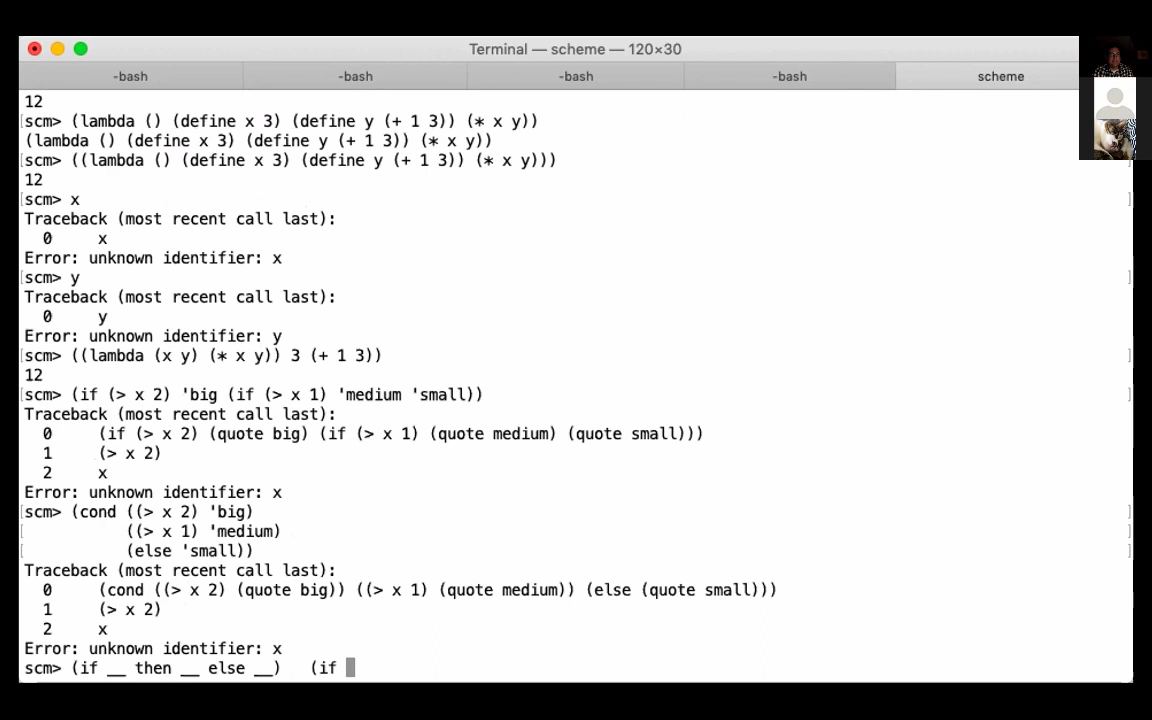 Terminal — scheme — 120×30
-bash -bash -bash -bash scheme
12
scm> (lambda () (define x 3) (define y (+ 1 3)) (* x y))
(lambda () (define x 3) (define y (+ 1 3)) (* x y))
scm> ((lambda () (define x 3) (define y (+ 1 3)) (* x y)))
12
scm> x
Traceback (most recent call last):
0 x
Error: unknown identifier: x
scm> y
Traceback (most recent call last):
0 y
Error: unknown identifier: y
scm> ((lambda (x y) (* x y)) 3 (+ 1 3))
12
scm> (if (> x 2) 'big (if (> x 1) 'medium 'small))
Traceback (most recent call last):
0 (if (> x 2) (quote big) (if (> x 1) (quote medium) (quote small)))
1 (> x 2)
2 x
Error: unknown identifier: x
scm> (cond ((> x 2) 'big)
((> x 1) 'medium)
(else 'small))
Traceback (most recent call last):
0 (cond ((> x 2) (quote big)) ((> x 1) (quote medium)) (else (quote small)))
1 (> x 2)
2 x
Error: unknown identifier: x
scm> (if __ then __ else __) (if